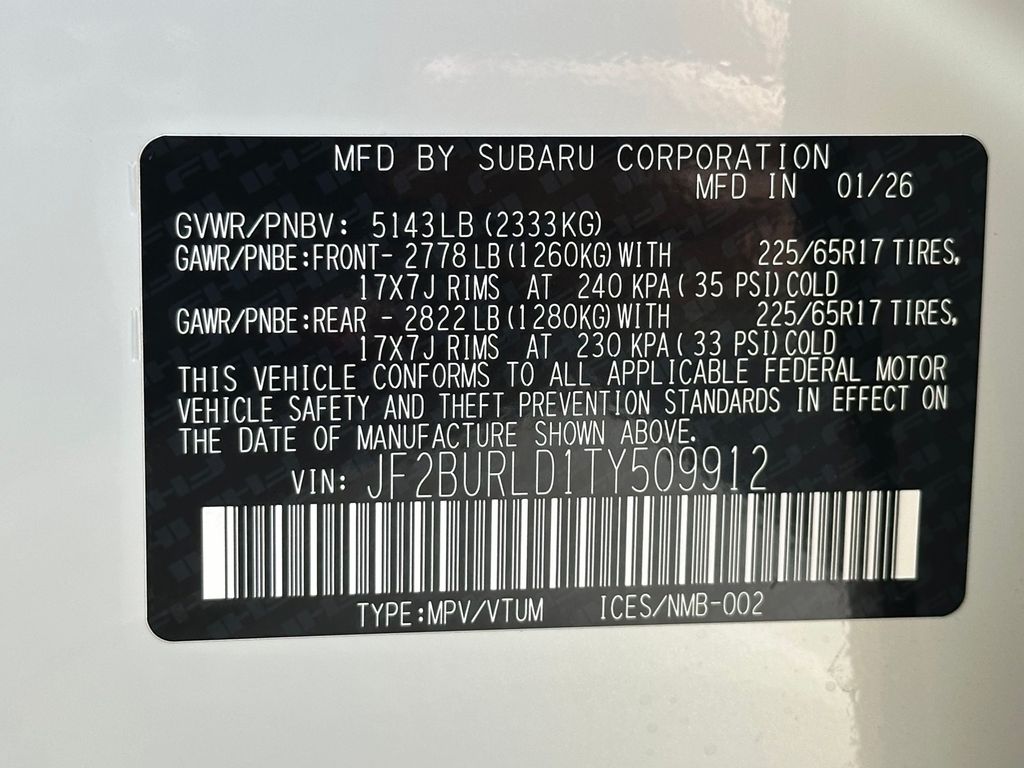 MFD BY SUBARU CORPORATION
MFD IN 01/26
GVWR/PNBV: 5143LB (2333KG)
GAWR/PNBE:FRONT- 2778 LB (1260KG) WITH 225/65R17 TIRES,
17X7J RIMS AT 240 KPA ( 35 PSI) COLD
GAWR/PNBE:REAR - 2822 LB (1280KG) WITH 225/65R17 TIRES,
17X7J RIMS AT 230 KPA ( 33 PSI) COLD
THIS VEHICLE CONFORMS TO ALL APPLICABLE FEDERAL MOTOR
VEHICLE SAFETY AND THEFT PREVENTION STANDARDS IN EFFECT ON
THE DATE OF MANUFACTURE SHOWN ABOVE.
VIN: JF2BURLD1TY509912
TYPE:MPV/VTUM ICES/NMB-002